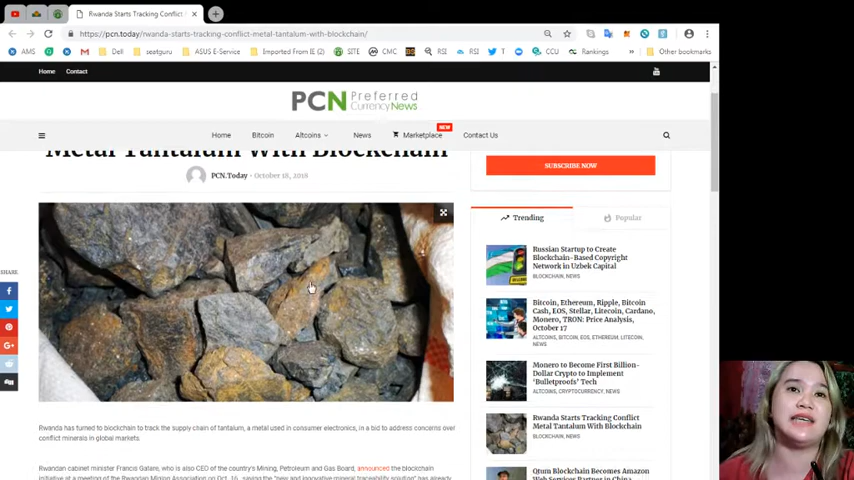 Rwanda Starts Tracking Conflict
https://pcn.today/rwanda-starts-tracking-conflict-metal-tantalum-with-blockchain/
AMS
Dell
seatguru
ASUS E-Service
Imported From IE (2)
CoinW
CMC
RSI
RSI
T
CCU
Rankings
Other bookmarks
Home
Contact
PCN Preferred
Currency News
Home
Bitcoin
Altcoins
News
Marketplace
NEW
Contact Us
Metal Tantalum With Blockchain
PCN.Today - October 18, 2018
SUBSCRIBE NOW
Trending
Popular
SHARE
Russian Startup to Create
Blockchain-Based Copyright
Network in Uzbek Capital
BLOCKCHAIN, NEWS
Bitcoin, Ethereum, Ripple, Bitcoin
Cash, EOS, Stellar, Litecoin, Cardano,
Monero, TRON: Price Analysis,
October 17
ALTCOINS, BITCOIN, EOS, ETHEREUM, LITECOIN,
NEWS
Monero to Become First Billion-
Dollar Crypto to Implement
'Bulletproofs' Tech
ALTCOINS, BLOCKCHAIN, CRYPTOCURRENCY, NEWS
Rwanda Starts Tracking Conflict
Metal Tantalum With Blockchain
BLOCKCHAIN, NEWS
Qtum Blockchain Becomes Amazon
Web Services Partner in China
Rwanda has turned to blockchain to track the supply chain of tantalum, a metal used in consumer electronics, in a bid to address concerns over
conflict minerals in global markets.
Rwandan cabinet minister Francis Gatare, who is also CEO of the country's Mining, Petroleum and Gas Board, announced the blockchain
initiative at a meeting of the Rwandan Mining Association on Oct. 16, saying the "new and innovative mineral traceability solution" has already